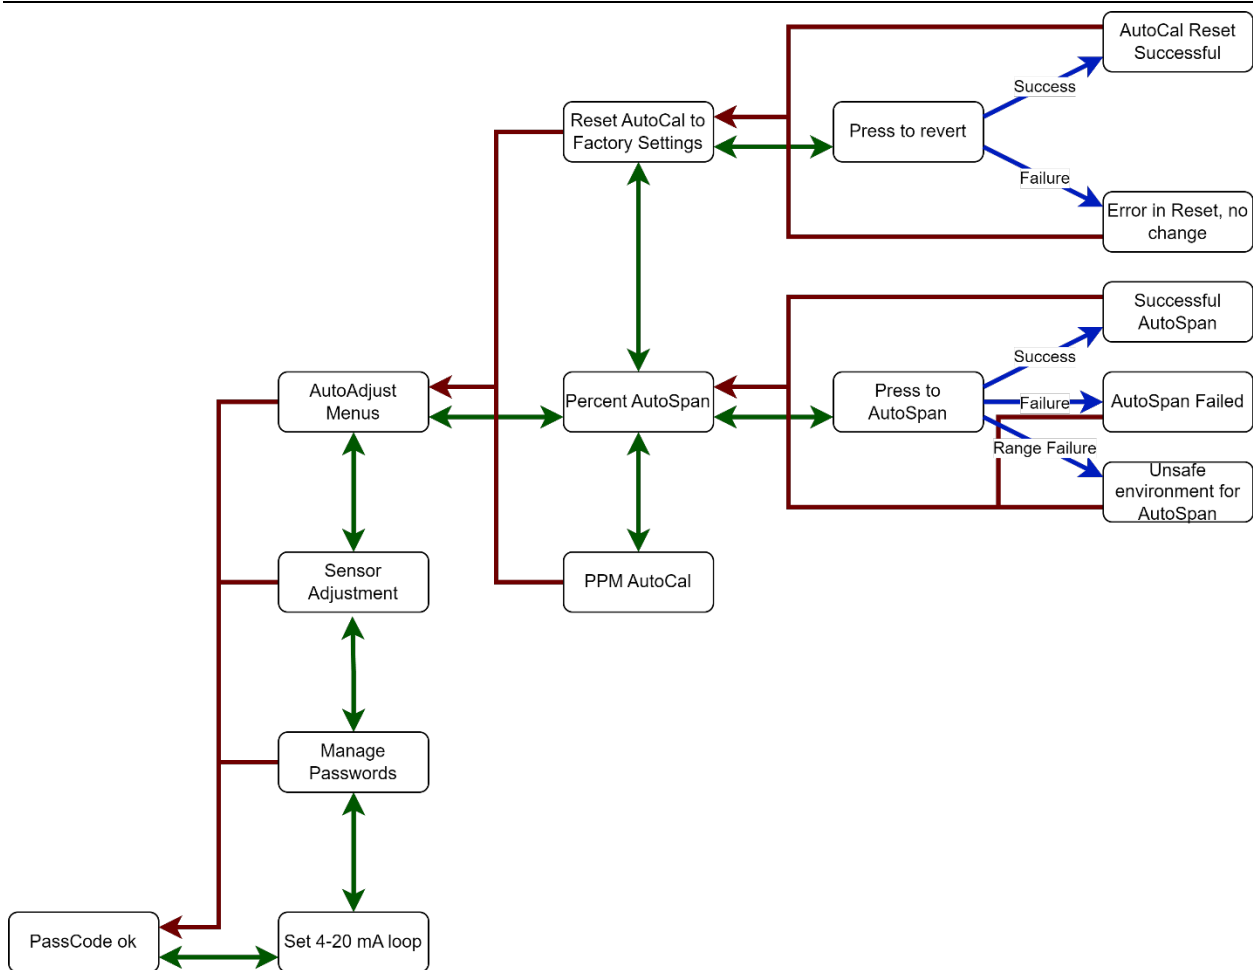 AutoCal Reset
Successful
Success
Reset AutoCal to
Factory Settings
Press to revert
Failure
Error in Reset, no
change
Successful
AutoSpan
Success
AutoAdjust
Menus
Percent AutoSpan
Press to
AutoSpan
Failure
AutoSpan Failed
Range Failure
Unsafe
environment for
AutoSpan
Sensor
Adjustment
PPM AutoCal
Manage
Passwords
PassCode ok
Set 4-20 mA loop